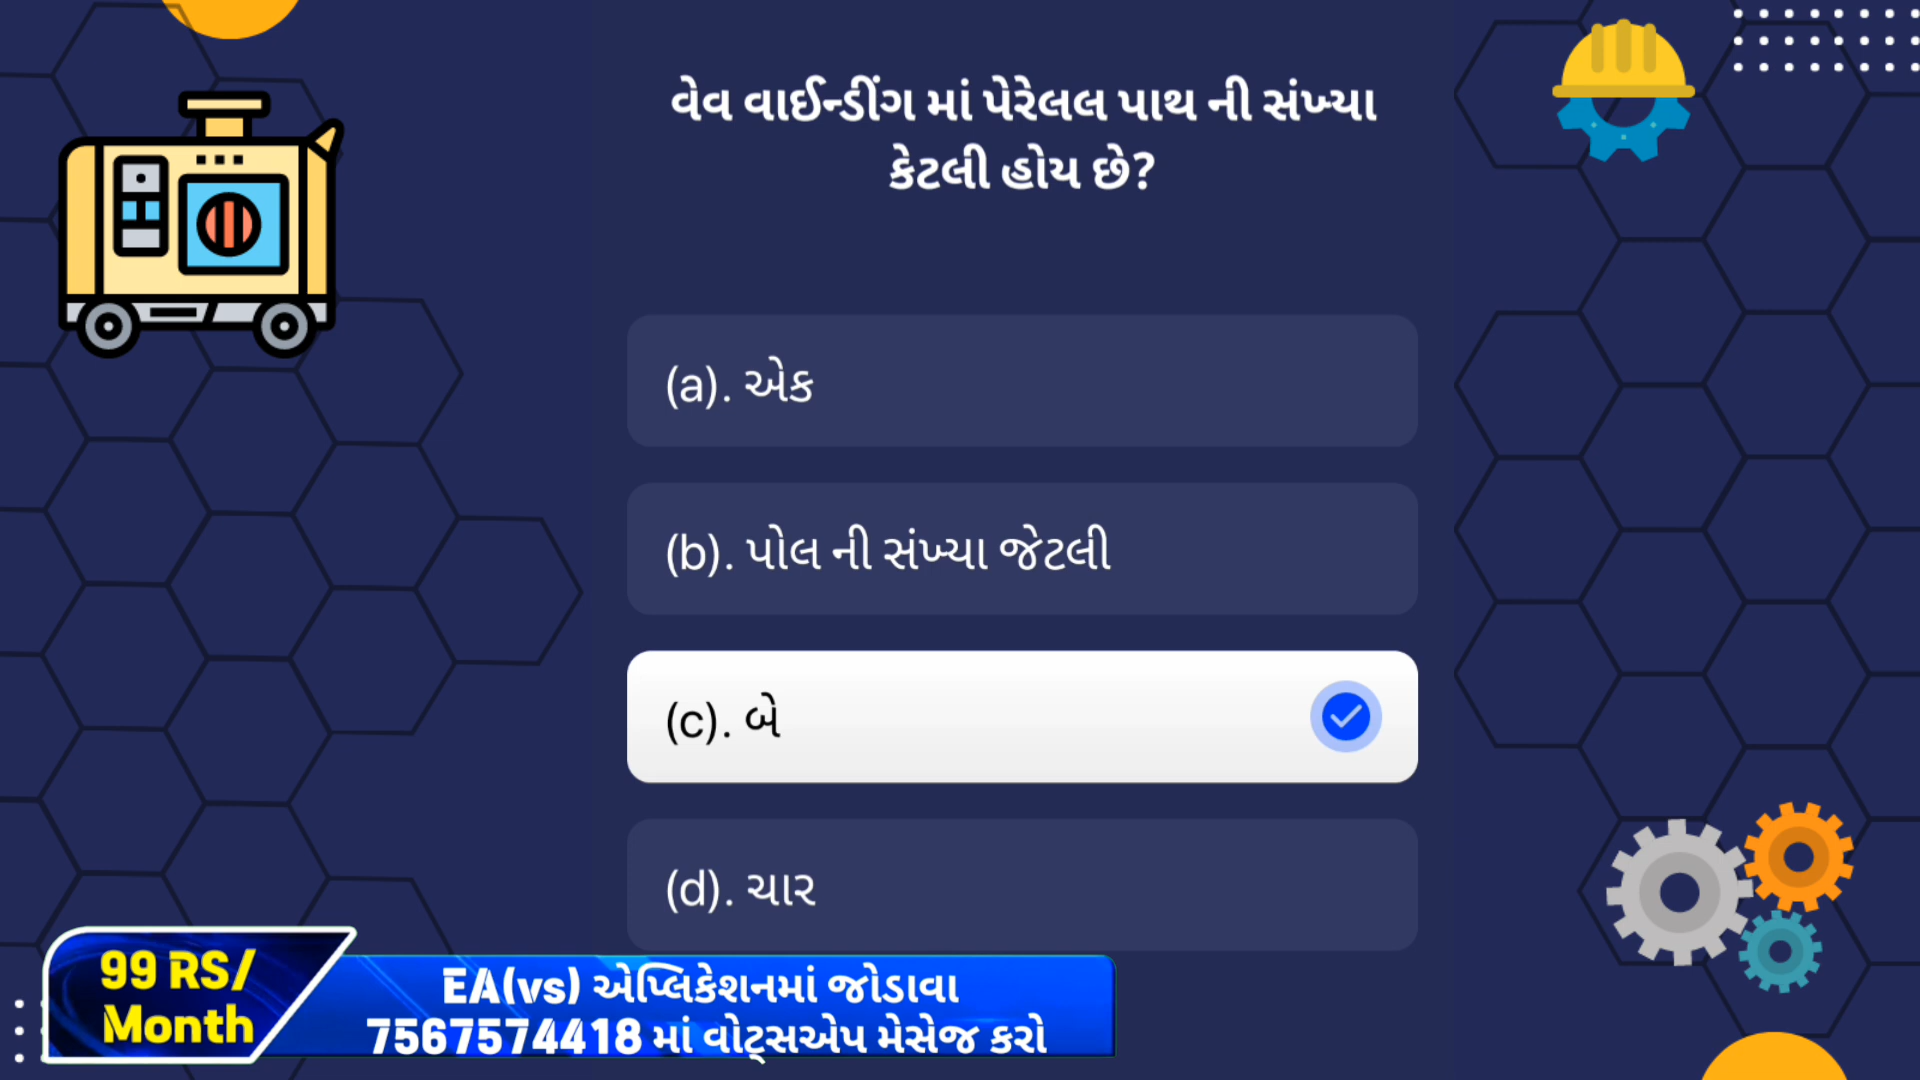 વેવ વાઈન્ડીંગ માં પેરેલલ પાથ ની સંખ્યા
કેટલી હોય છે?
(a). એક
(b). પોલ ની સંખ્યા જેટલી
(c). બે
(d). ચાર
99 RS/
Month
EA(vs) એપ્લિકેશનમાં જોડાવા
7567574418 માં વોટ્સએપ મેસેજ કરો